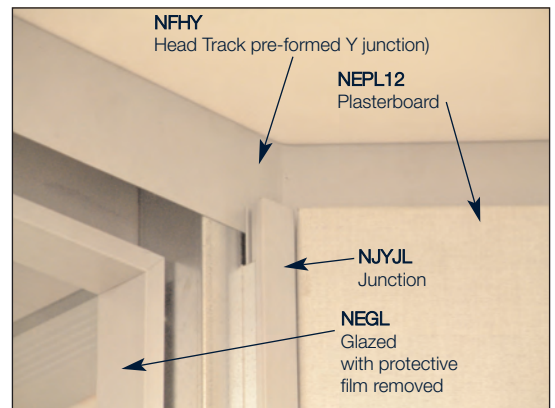 NFHY
Head Track pre-formed Y junction)
NEPL12
Plasterboard
NJYJL
Junction
NEGL
Glazed
with protective
film removed